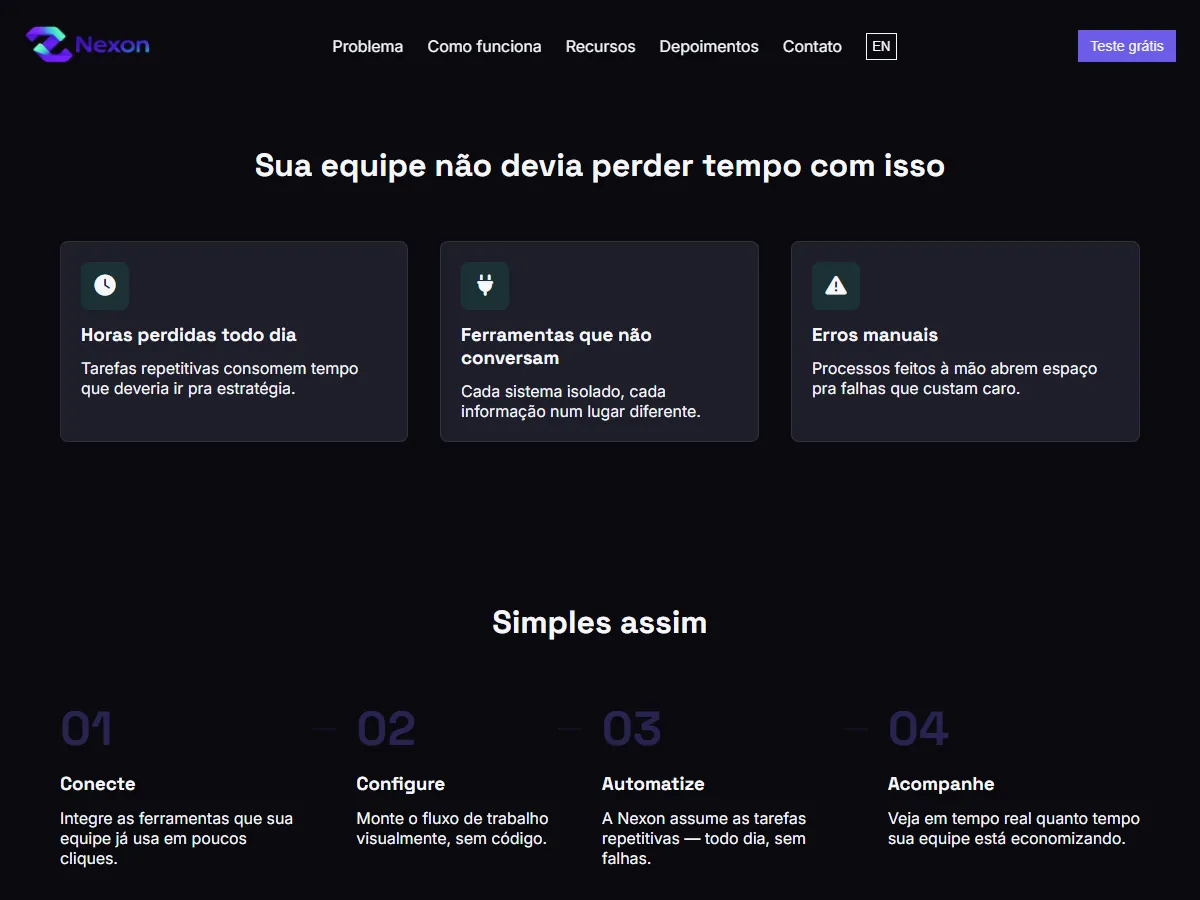 Nexon
Problema
Como funciona
Recursos
Depoimentos
Contato
EN
Teste grátis
Sua equipe não devia perder tempo com isso
Horas perdidas todo dia
Tarefas repetitivas consomem tempo
que deveria ir pra estratégia.
Ferramentas que não
conversam
Cada sistema isolado, cada
informação num lugar diferente.
Erros manuais
Processos feitos à mão abrem espaço
pra falhas que custam caro.
Simples assim
01
Conecte
Integre as ferramentas que sua
equipe já usa em poucos
cliques.
02
Configure
Monte o fluxo de trabalho
visualmente, sem código.
03
Automatize
A Nexon assume as tarefas
repetitivas — todo dia, sem
falhas.
04
Acompanhe
Veja em tempo real quanto tempo
sua equipe está economizando.